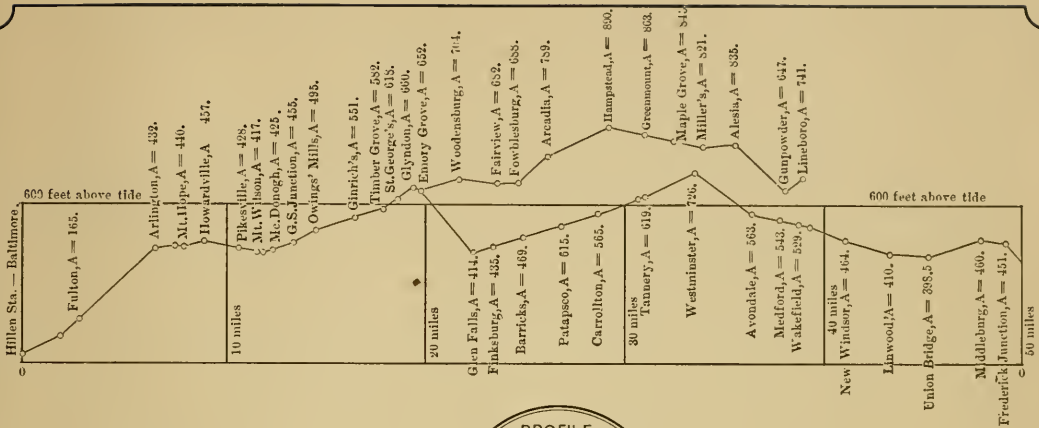 600 feet above tide
600 feet above tide
Hillen Sta. — Baltimore.
Fulton, A = 165.
Arlington, A = 432.
Mt. Hope, A = 440.
Howardville, A 457.
Pikesville, A = 428.
Mt. Wilson, A = 417.
Mc. Donogh, A = 425.
G.S. Junction, A = 455.
Owings' Mills, A = 495.
Ginrich's, A = 551.
Timber Grove, A = 582.
St. George's, A = 618.
Glyndon, A = 660.
Emory Grove, A = 652.
Woodensburg, A = 704.
Fairview, A = 682.
Fowblesburg, A = 688.
Arcadia, A = 789.
Hampstead, A = 890.
Greenmount, A = 863.
Maple Grove, A =
Miller's, A = 821.
Alesia, A = 835.
Gunpowder, A = 647.
Lineboro, A = 741.
Glen Falls, A = 414.
Finksburg, A = 435.
Barricks, A = 469.
Patapsco, A = 615.
Carrollton, A = 565.
Tannery, A = 619.
Westminster, A = 726.
Avondale, A = 563.
Medford, A = 543.
Wakefield, A = 529.
New Windsor, A = 464.
Linwood, A = 410.
Union Bridge, A = 398,5
Middleburg, A = 460.
Frederick Junction, A = 451.
0
10 miles
20 miles
30 miles
40 miles
50 miles
0
PROFILE